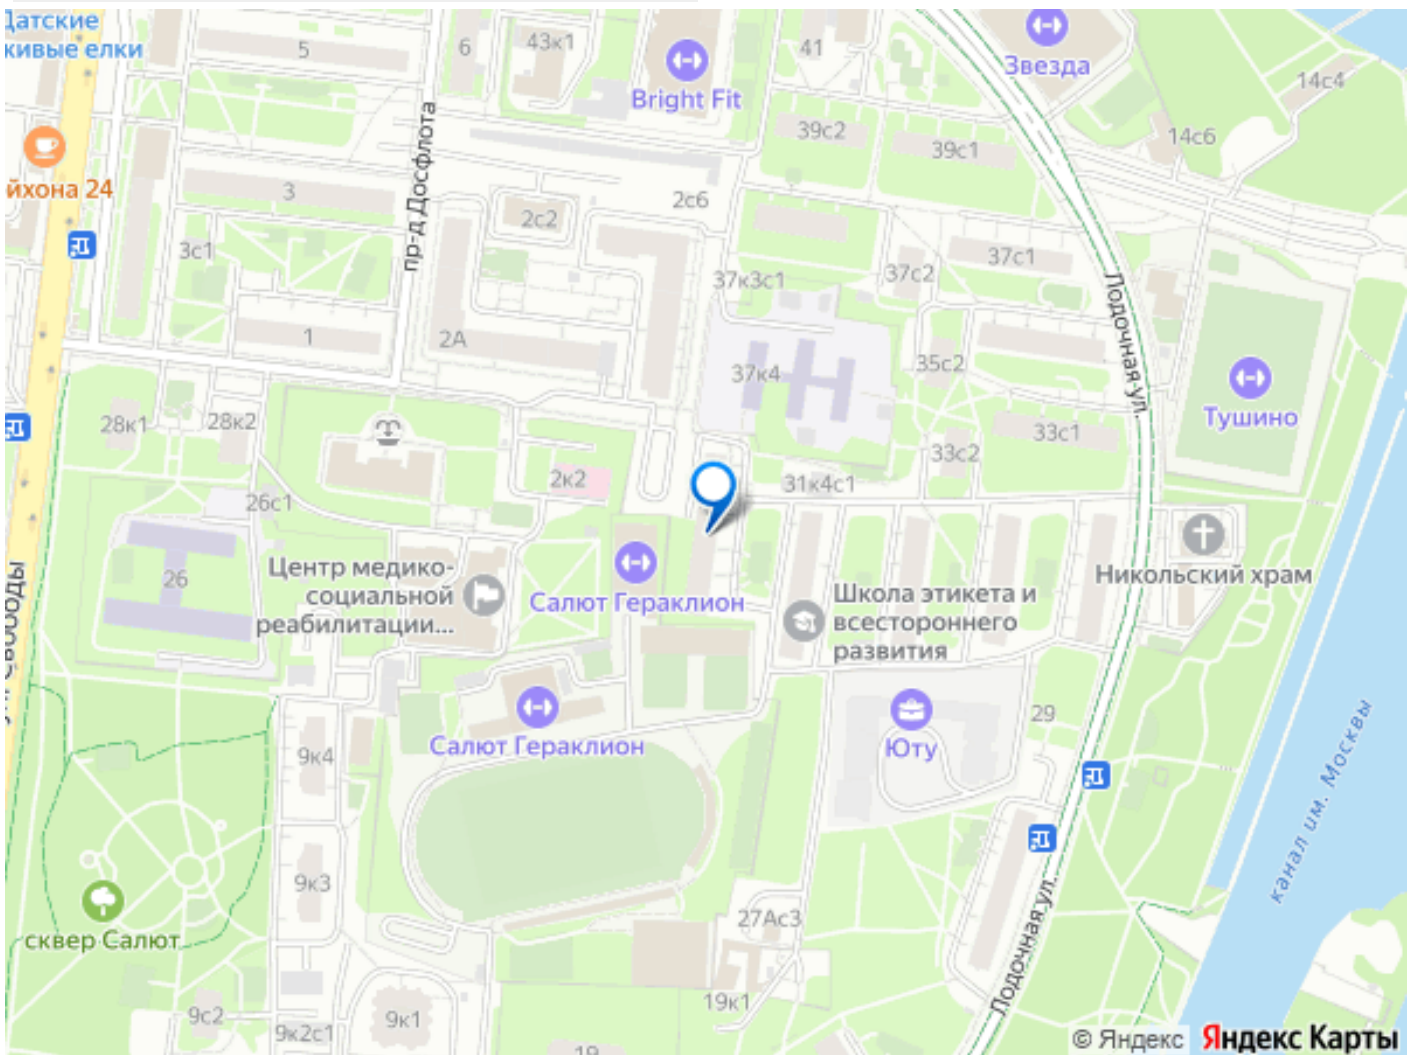 Датские
живые елки
5
6
43к1
41
Звезда
14с4
Bright Fit
14с6
39с2
39с1
йхона 24
пр-д Досфлота
3
2с6
2с2
3с1
37с1
37с2
37к3с1
Лодочная ул.
1
2А
35с2
37к4
Тушино
28к1
28к2
33с1
33с2
2к2
31к4с1
26с1
Центр медико-
социальной
реабилитации...
26
Салют Гераклион
Школа этикета и
всестороннего
развития
Никольский храм
ул. Свободы
Салют Гераклион
Юту
29
9к4
канал им. Москвы
9к3
сквер Салют
27Ас3
Лодочная ул.
19к1
9с2
9к2с1
9к1
19
© Яндекс Яндекс Карты